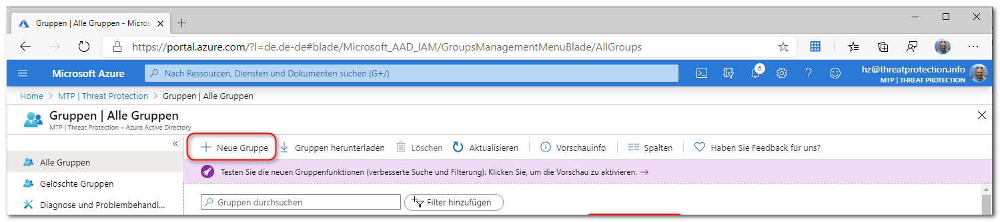 Gruppen | Alle Gruppen - Micros
https://portal.azure.com/?l=de.de-de#blade/Microsoft_AAD_IAM/GroupsManagementMenuBlade/AllGroups
Microsoft Azure
Nach Ressourcen, Diensten und Dokumenten suchen (G+/)
6
hz@threatprotection.info
MTP | THREAT PROTECTION
Home > MTP | Threat Protection > Gruppen | Alle Gruppen
Gruppen | Alle Gruppen
MTP | Threat Protection – Azure Active Directory
Neue Gruppe Gruppen herunterladen Löschen Aktualisieren Vorschauinfo Spalten Haben Sie Feedback für uns?
Alle Gruppen
Gelöschte Gruppen
Diagnose und Problembehandl...
Testen Sie die neuen Gruppenfunktionen (verbesserte Suche und Filterung). Klicken Sie, um die Vorschau zu aktivieren. →
Gruppen durchsuchen
Filter hinzufügen